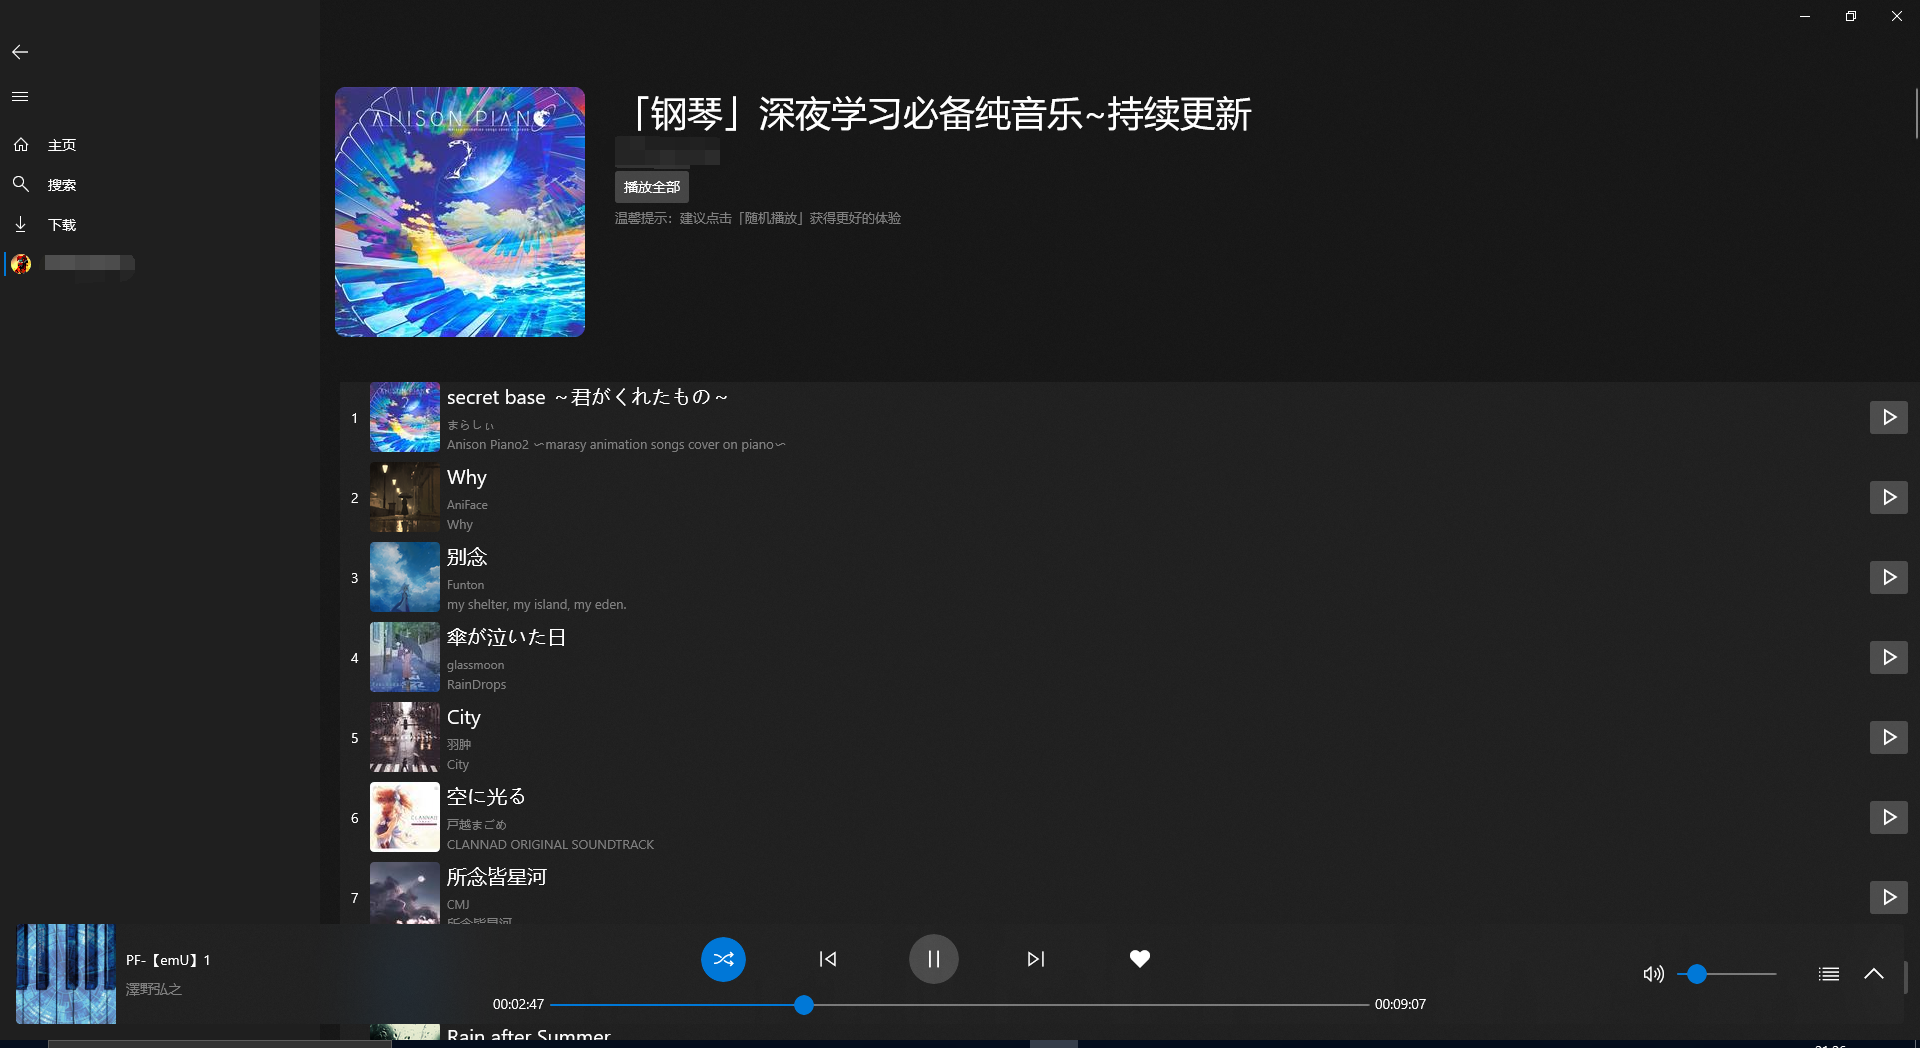 主页
搜索
下载
ANISON PIANO
2
「钢琴」深夜学习必备纯音乐~持续更新
播放全部
温馨提示：建议点击「随机播放」获得更好的体验
1
secret base ～君がくれたもの～
まらしぃ
Anison Piano2 ～marasy animation songs cover on piano～
2
Why
AniFace
Why
3
别念
Funton
my shelter, my island, my eden.
4
傘が泣いた日
glassmoon
RainDrops
5
City
羽肿
City
6
空に光る
戸越まごめ
CLANNAD ORIGINAL SOUNDTRACK
7
所念皆星河
CMJ
所念皆星河
PF-【emU】1
澤野弘之
00:02:47
00:09:07
Rain after Summer